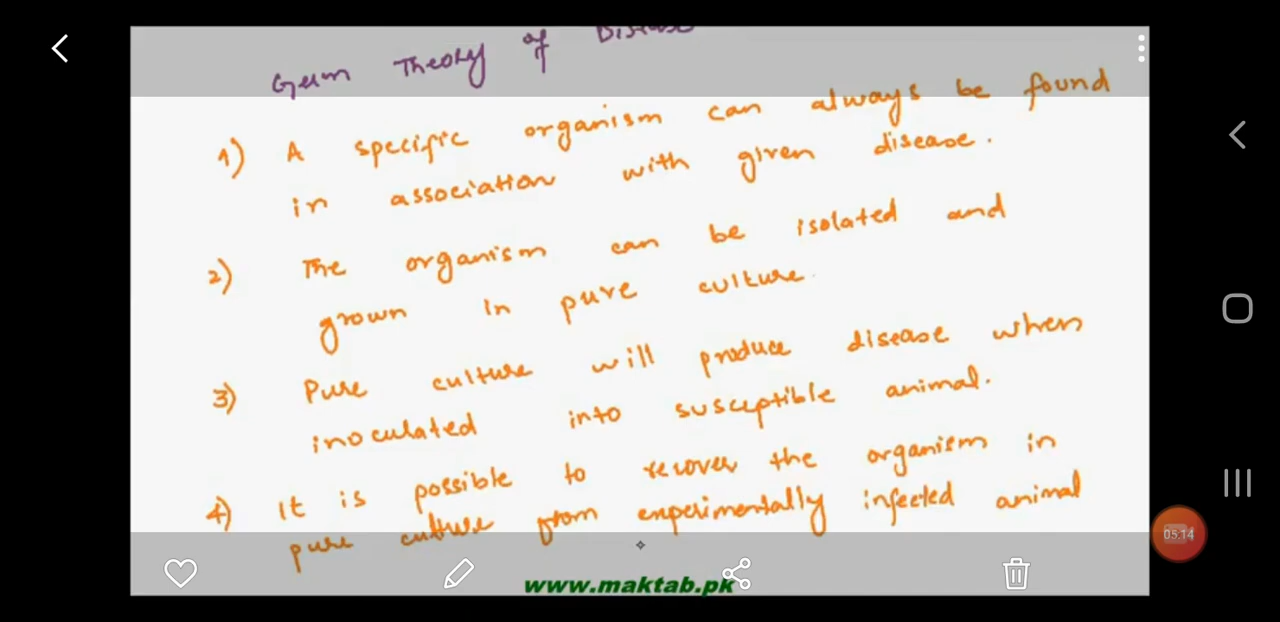 Germ Theory of Disease
1) A specific organism can always be found
in association with given disease.
2) The organism can be isolated and
grown in pure culture.
3) Pure culture will produce disease when
inoculated into susceptible animal.
4) It is possible to recover the organism in
pure culture from experimentally infected animal
05:14
www.maktab.pk